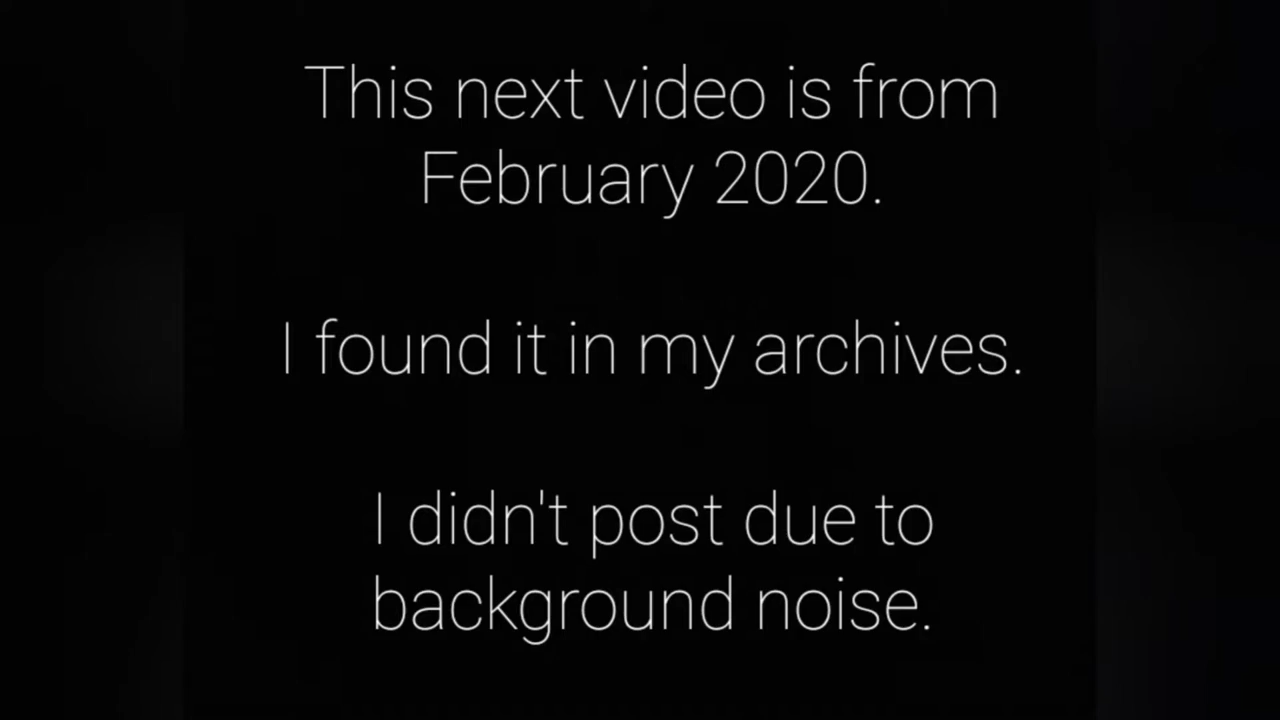 This next video is from
February 2020.
I found it in my archives.
I didn't post due to
background noise.